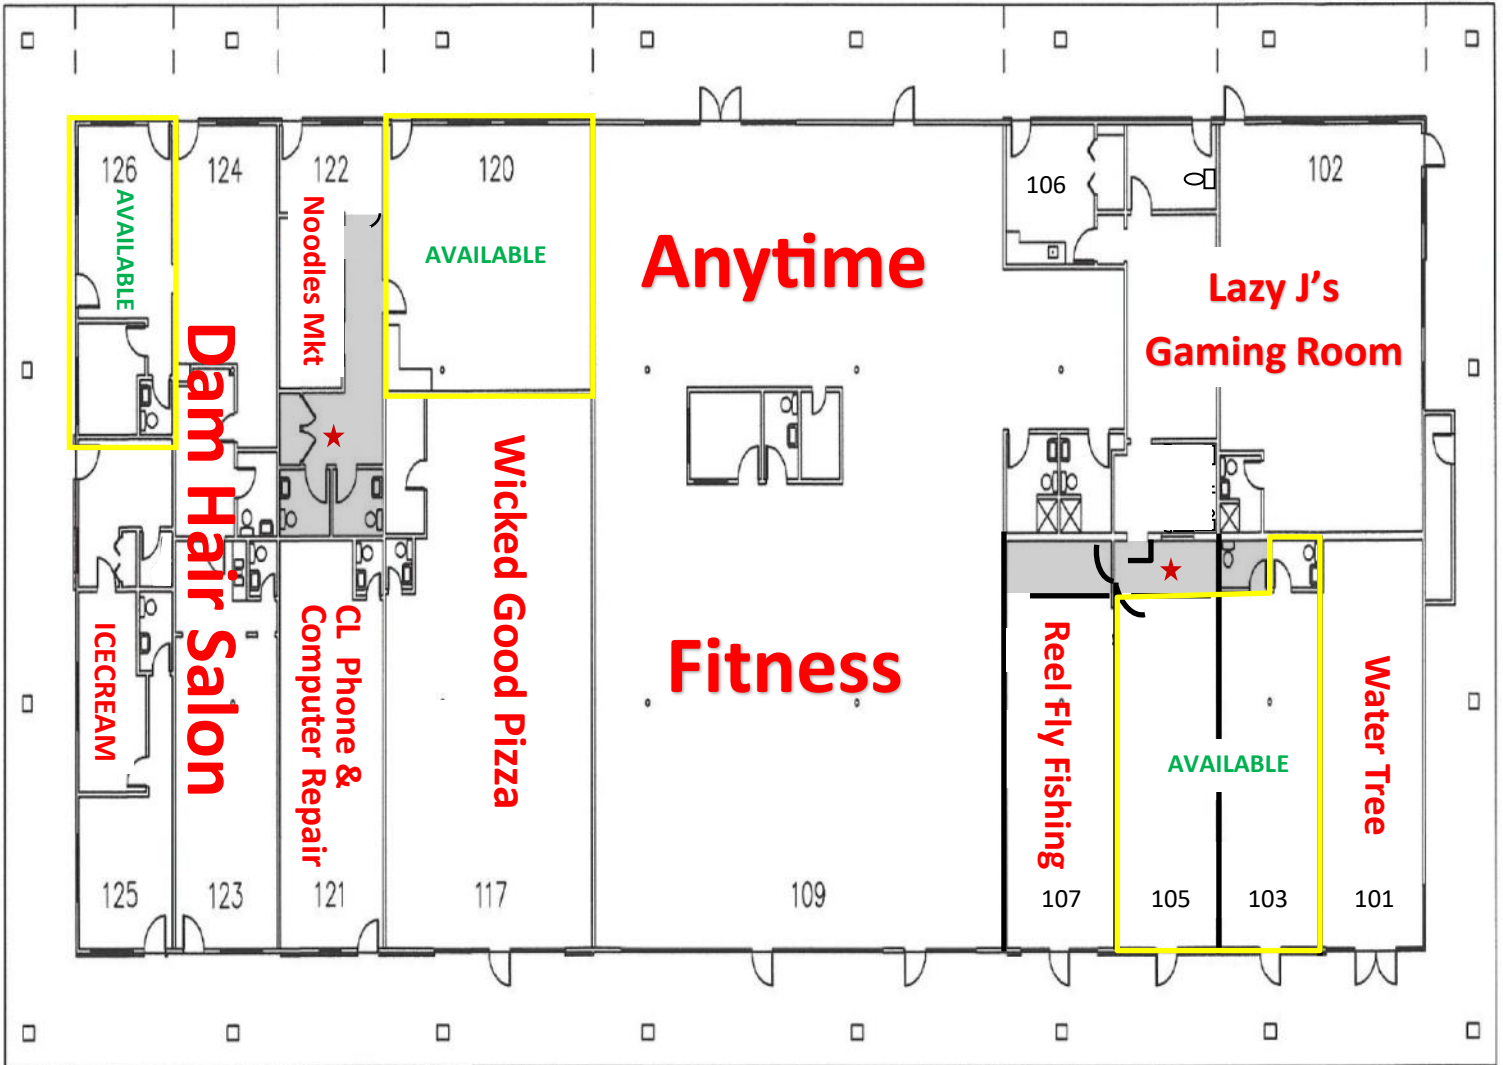 126
124
122
120
106
102
AVAILABLE
Noodles Mkt
AVAILABLE
Anytime
Lazy J's
Gaming Room
Dam Hair Salon
Wicked Good Pizza
ICECREAM
CL Phone &
Computer Repair
Fitness
Reel Fly Fishing
AVAILABLE
Water Tree
125
123
121
117
109
107
105
103
101